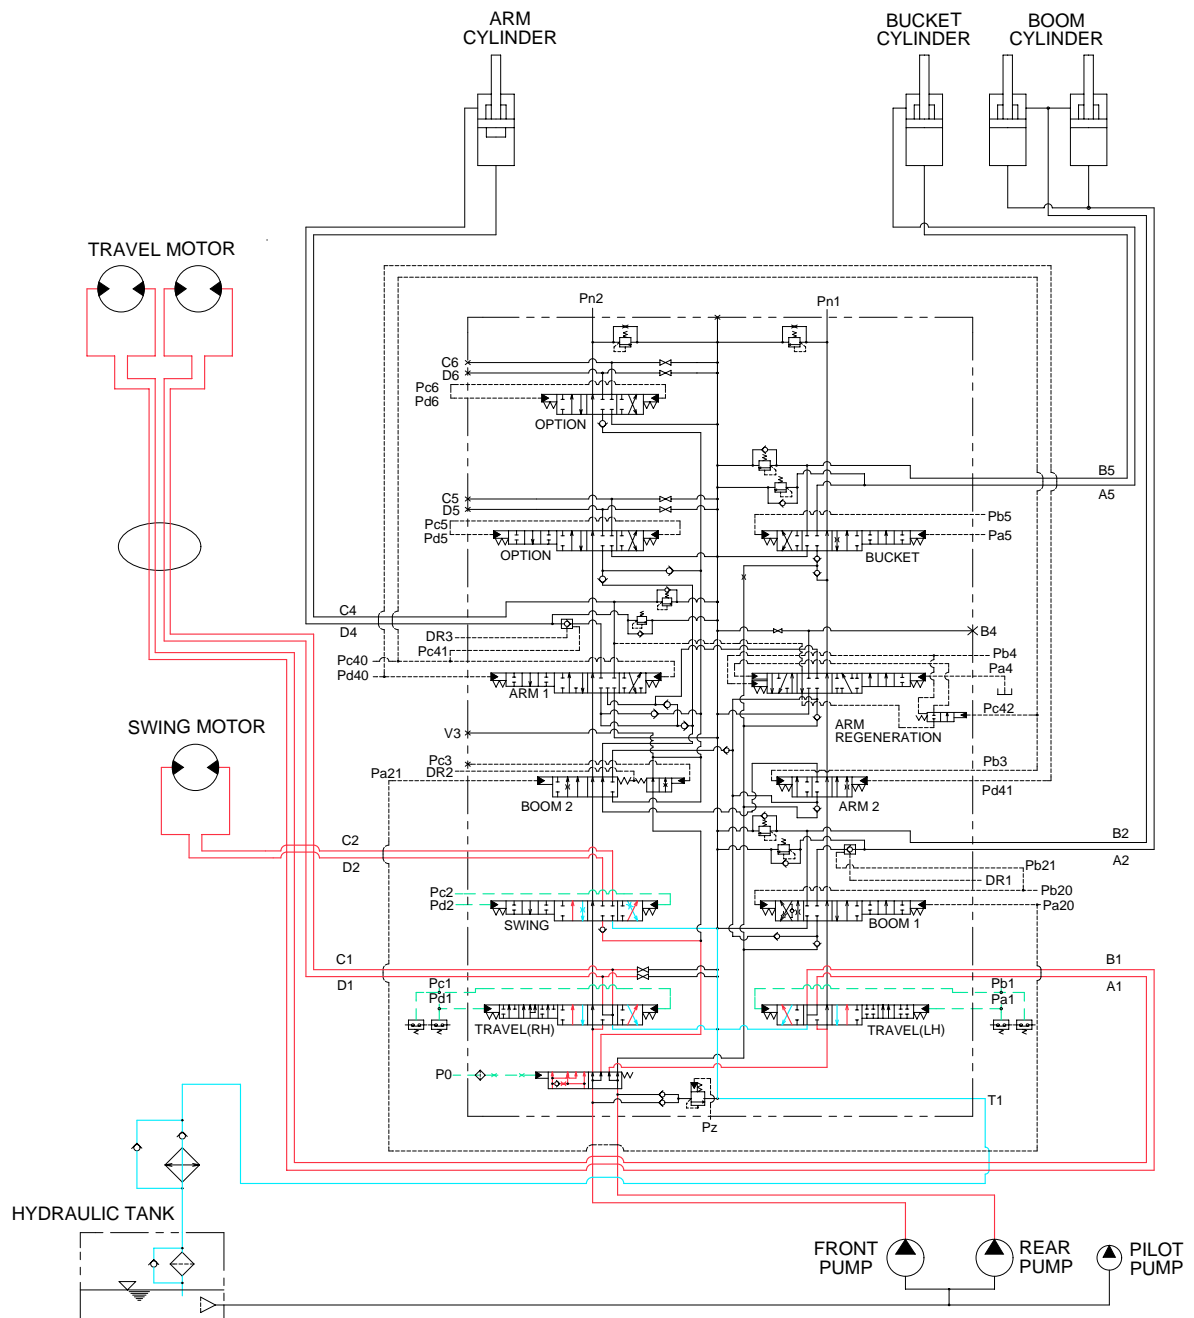 ARM
CYLINDER
BUCKET
CYLINDER
BOOM
CYLINDER
TRAVEL MOTOR
Pn2
Pn1
C6
D6
Pc6
Pd6
OPTION
C5
D5
Pc5
Pd5
OPTION
B5
A5
Pb5
Pa5
BUCKET
C4
D4
DR3
Pc41
Pc40
Pd40
ARM 1
B4
Pb4
Pa4
Pc42
ARM
REGENERATION
SWING MOTOR
V3
Pc3
DR2
Pa21
BOOM 2
Pb3
Pd41
ARM 2
C2
D2
B2
A2
Pb21
DR1
Pc2
Pd2
SWING
Pb20
Pa20
BOOM 1
C1
D1
B1
A1
Pc1
Pd1
TRAVEL(RH)
Pb1
Pa1
TRAVEL(LH)
P0
Pz
T1
HYDRAULIC TANK
FRONT
PUMP
REAR
PUMP
PILOT
PUMP